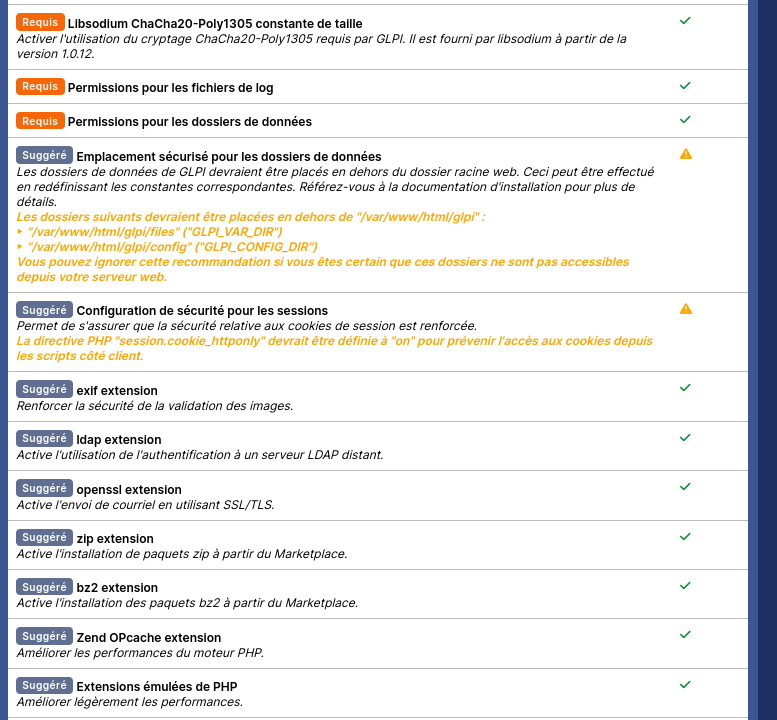 Requis Libsodium ChaCha20-Poly1305 constante de taille
Activer l'utilisation du cryptage ChaCha20-Poly1305 requis par GLPI. Il est fourni par libsodium à partir de la
version 1.0.12.
Requis Permissions pour les fichiers de log
Requis Permissions pour les dossiers de données
Suggéré Emplacement sécurisé pour les dossiers de données
Les dossiers de données de GLPI devraient être placés en dehors du dossier racine web. Ceci peut être effectué
en redéfinissant les constantes correspondantes. Référez-vous à la documentation d'installation pour plus de
détails.
Les dossiers suivants devraient être placées en dehors de "/var/www/html/glpi" :
‣ "/var/www/html/glpi/files" ("GLPI_VAR_DIR")
‣ "/var/www/html/glpi/config" ("GLPI_CONFIG_DIR")
Vous pouvez ignorer cette recommandation si vous êtes certain que ces dossiers ne sont pas accessibles
depuis votre serveur web.
Suggéré Configuration de sécurité pour les sessions
Permet de s'assurer que la sécurité relative aux cookies de session est renforcée.
La directive PHP "session.cookie_httponly" devrait être définie à "on" pour prévenir l'accès aux cookies depuis
les scripts côté client.
Suggéré exif extension
Renforcer la sécurité de la validation des images.
Suggéré ldap extension
Active l'utilisation de l'authentification à un serveur LDAP distant.
Suggéré openssl extension
Active l'envoi de courriel en utilisant SSL/TLS.
Suggéré zip extension
Active l'installation de paquets zip à partir du Marketplace.
Suggéré bz2 extension
Active l'installation des paquets bz2 à partir du Marketplace.
Suggéré Zend OPcache extension
Améliorer les performances du moteur PHP.
Suggéré Extensions émulées de PHP
Améliorer légèrement les performances.